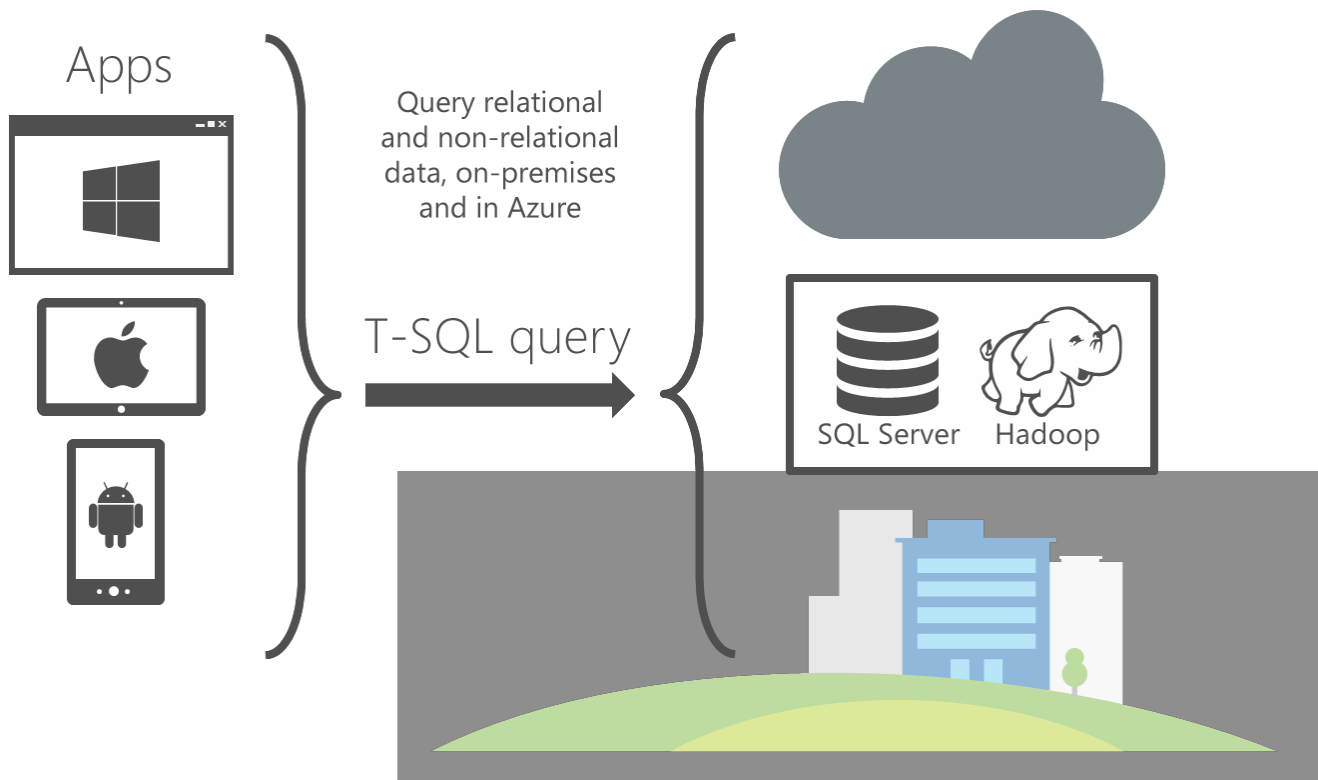 Apps
Query relational
and non-relational
data, on-premises
and in Azure
T-SQL query
SQL Server
Hadoop